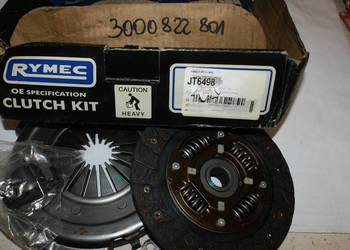 3000 822 801
RYMEC
OE SPECIFICATION
CLUTCH KIT
CAUTION
HEAVY
JT6498